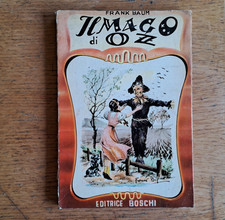 FRANK BAUM
IL MAGO
di OZ
EDITRICE BOSCHI